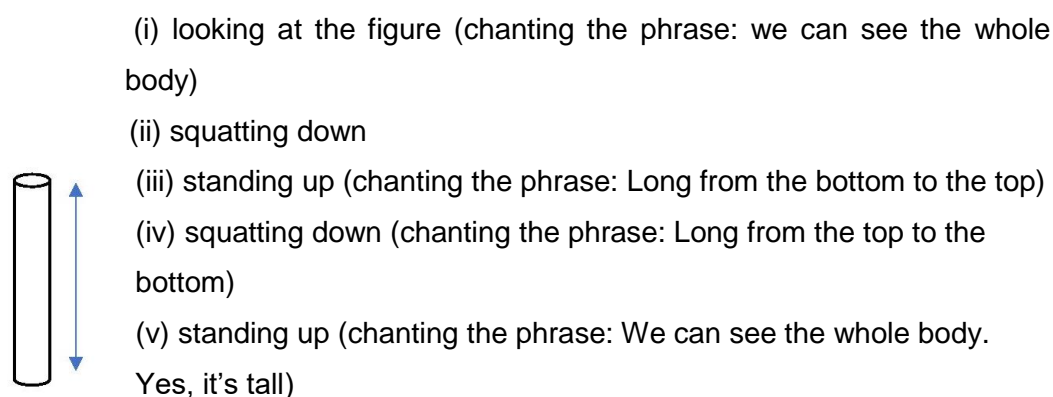 (i) looking at the figure (chanting the phrase: we can see the whole
body)
(ii) squatting down
(iii) standing up (chanting the phrase: Long from the bottom to the top)
(iv) squatting down (chanting the phrase: Long from the top to the
bottom)
(v) standing up (chanting the phrase: We can see the whole body.
Yes, it’s tall)